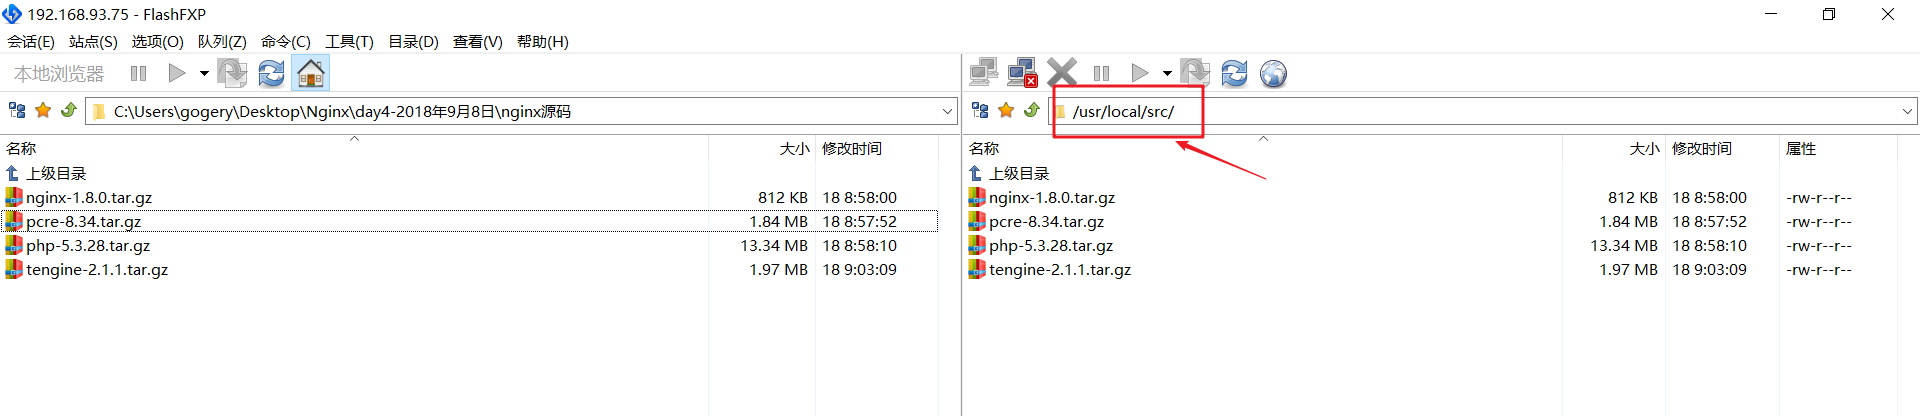 192.168.93.75 - FlashFXP
会话(E) 站点(S) 选项(O) 队列(Z) 命令(C) 工具(T) 目录(D) 查看(V) 帮助(H)
本地浏览器
C:\Users\gogery\Desktop\Nginx\day4-2018年9月8日\nginx源码
名称 大小 修改时间
上级目录
nginx-1.8.0.tar.gz 812 KB 18 8:58:00
pcre-8.34.tar.gz 1.84 MB 18 8:57:52
php-5.3.28.tar.gz 13.34 MB 18 8:58:10
tengine-2.1.1.tar.gz 1.97 MB 18 9:03:09
/usr/local/src/
名称 大小 修改时间 属性
上级目录
nginx-1.8.0.tar.gz 812 KB 18 8:58:00 -rw-r--r--
pcre-8.34.tar.gz 1.84 MB 18 8:57:52 -rw-r--r--
php-5.3.28.tar.gz 13.34 MB 18 8:58:10 -rw-r--r--
tengine-2.1.1.tar.gz 1.97 MB 18 9:03:09 -rw-r--r--